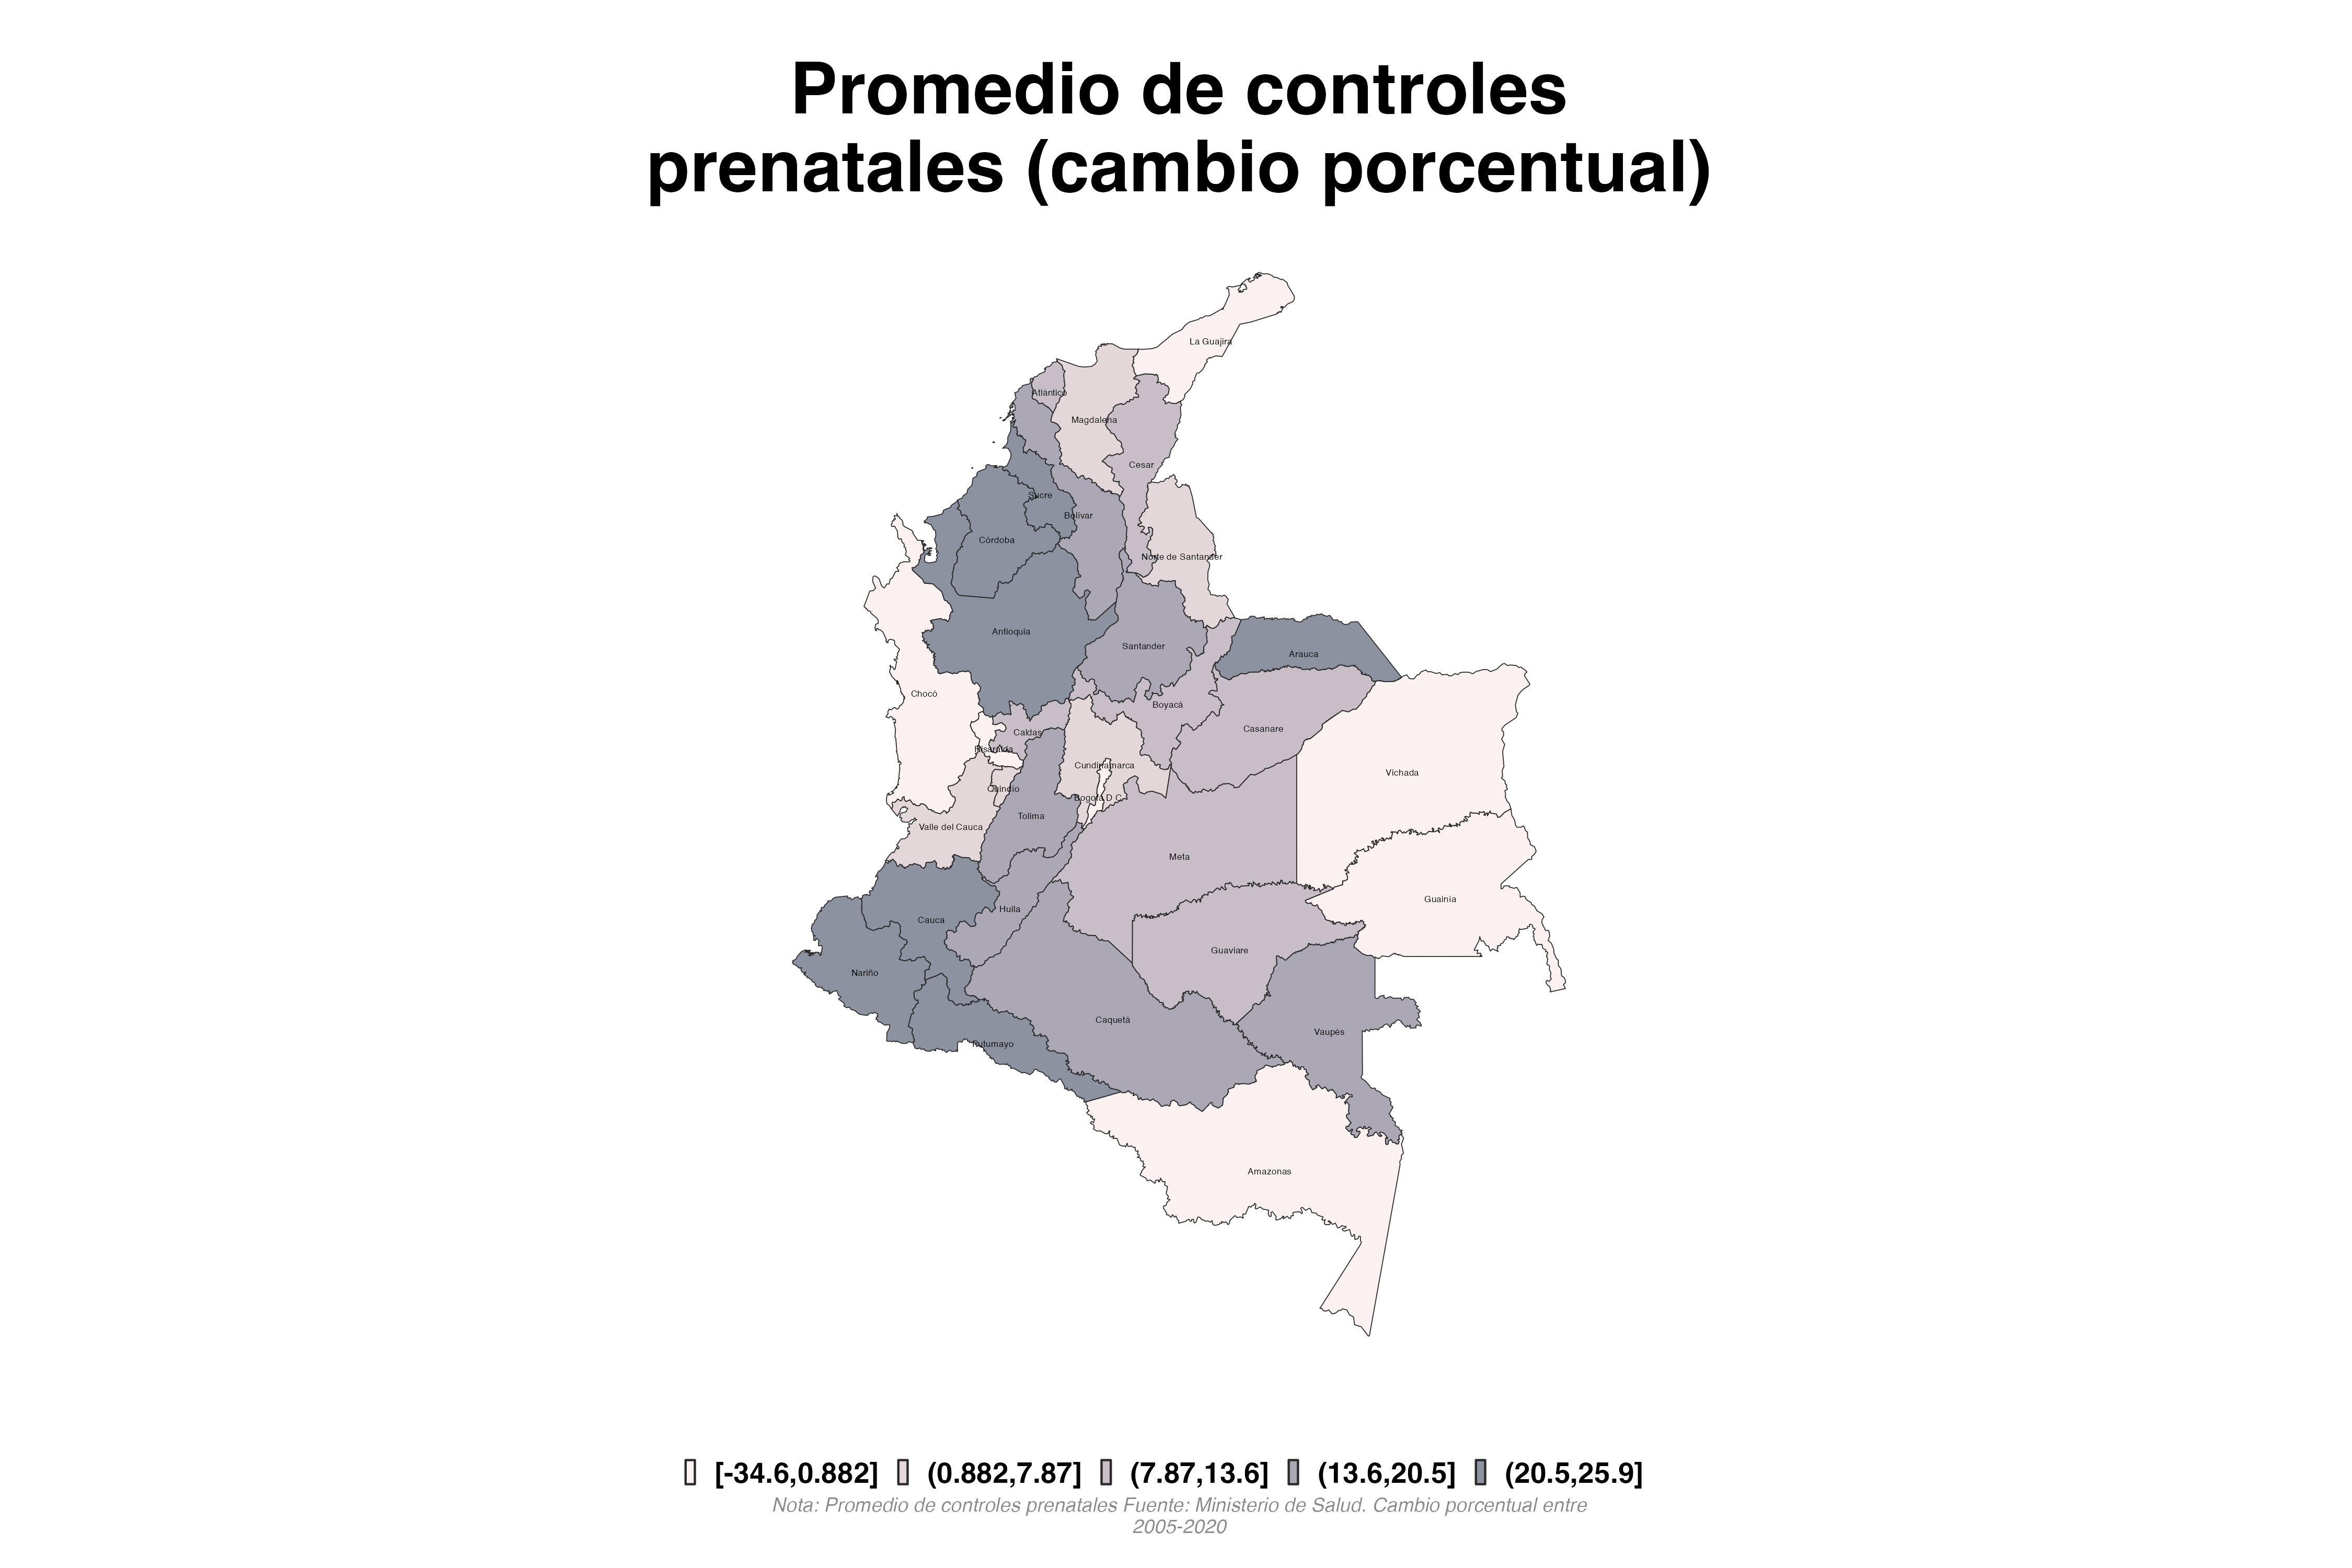 Promedio de controles
prenatales (cambio porcentual)
La Guajira
Atlántico
Magdalena
Cesar
Sucre
Bolívar
Córdoba
Norte de Santander
Antioquia
Santander
Arauca
Chocó
Boyacá
Casanare
Caldas
Risaralda
Cundinamarca
Vichada
Quindío
Bogotá D C
Tolima
Valle del Cauca
Meta
Guainía
Huila
Cauca
Guaviare
Nariño
Caquetá
Vaupés
Putumayo
Amazonas
[-34.6,0.882] (0.882,7.87] (7.87,13.6] (13.6,20.5] (20.5,25.9]
Nota: Promedio de controles prenatales Fuente: Ministerio de Salud. Cambio porcentual entre
2005-2020